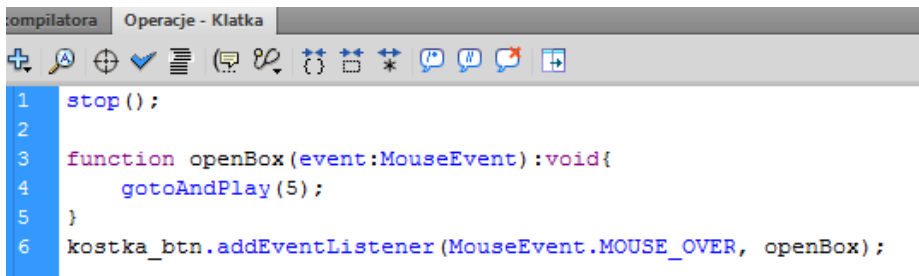 kompilatora Operacje - Klatka
1 stop();
2
3 function openBox(event:MouseEvent):void{
4 gotoAndPlay(5);
5 }
6 kostka_btn.addEventListener(MouseEvent.MOUSE_OVER, openBox);